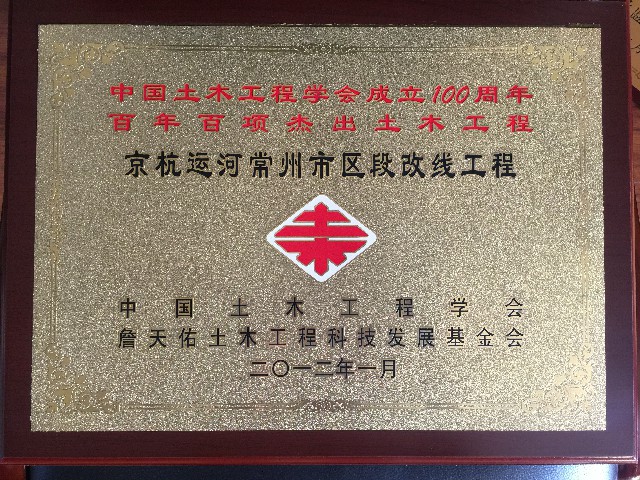 中国土木工程学会成立100周年
百年百项杰出土木工程
京杭运河常州市区段改线工程
中国土木工程学会
詹天佑土木工程科技发展基金会
二〇一二年一月